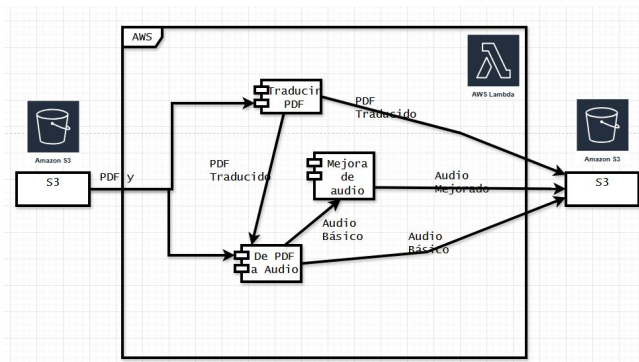 AWS
AWS Lambda
Traducir
PDF
PDF
Traducido
Amazon S3
Amazon S3
S3
PDF y
PDF
Traducido
Mejora
de
audio
Audio
Mejorado
S3
Audio
Básico
Audio
Básico
De PDF
a Audio